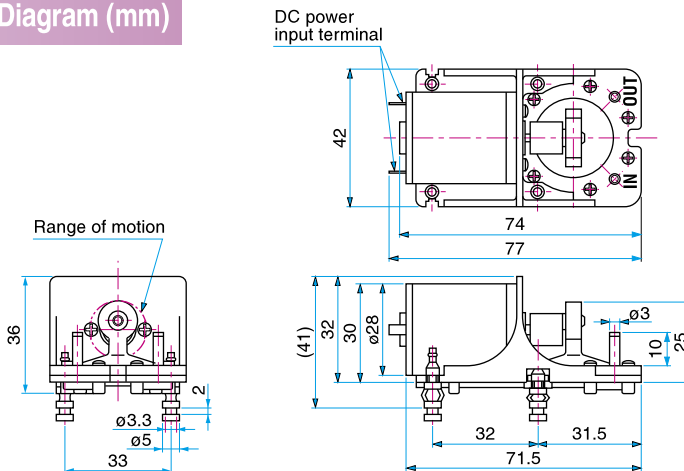 Diagram (mm)
DC power
input terminal
42
OUT
IN
74
77
Range of motion
36
2
ø3.3
ø5
33
(41)
32
30
ø28
ø3
10
25
32
31.5
71.5